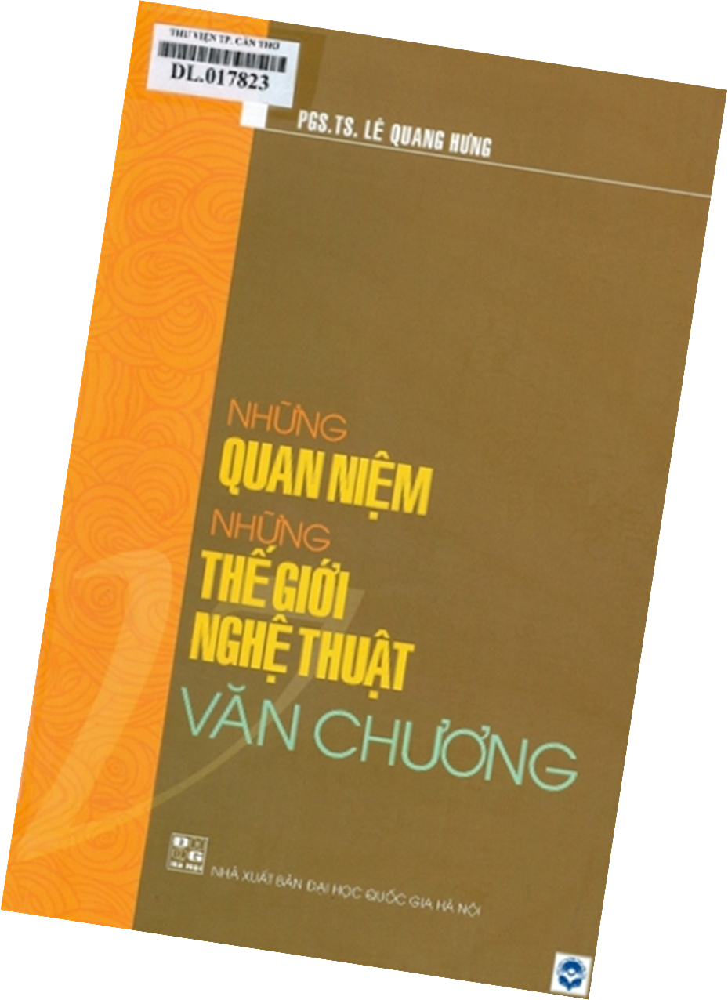 THƯ VIỆN TP. CẦN THƠ
DL.017823
PGS.TS. LÊ QUANG HƯNG
NHỮNG
QUAN NIỆM
NHỮNG
THẾ GIỚI
NGHỆ THUẬT
VĂN CHƯƠNG
NHÀ XUẤT BẢN ĐẠI HỌC QUỐC GIA HÀ NỘI